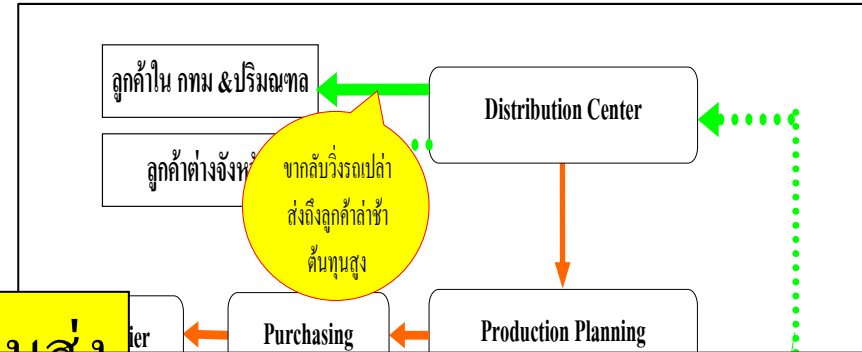 ลูกค้าใน กทม &ปริมณฑล
Distribution Center
ลูกค้าต่างจังห
ขากลับวิ่งรถเปล่า
ส่งถึงลูกค้าล่าช้า
ต้นทุนสูง
ier
Purchasing
Production Planning